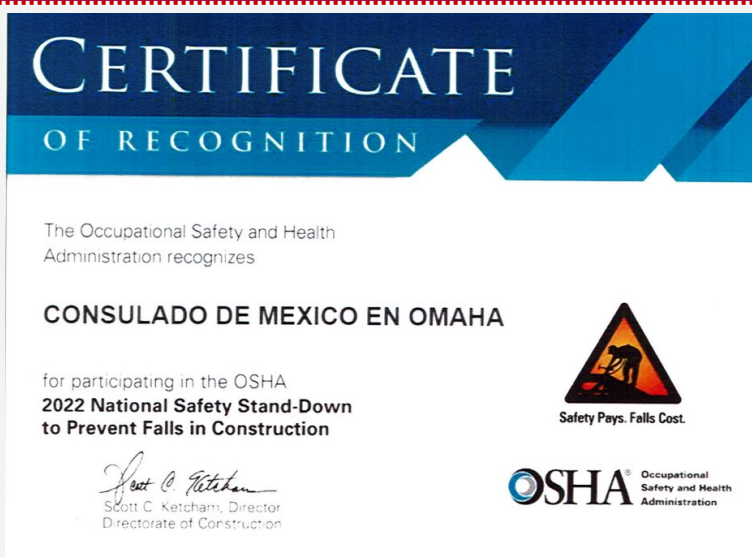 CERTIFICATE
OF RECOGNITION
The Occupational Safety and Health
Administration recognizes
CONSULADO DE MEXICO EN OMAHA
for participating in the OSHA
2022 National Safety Stand-Down
to Prevent Falls in Construction
Safety Pays. Falls Cost.
Scott C. Ketcham
Scott C. Ketcham, Director
Directorate of Construction
OSHA®
Occupational
Safety and Health
Administration